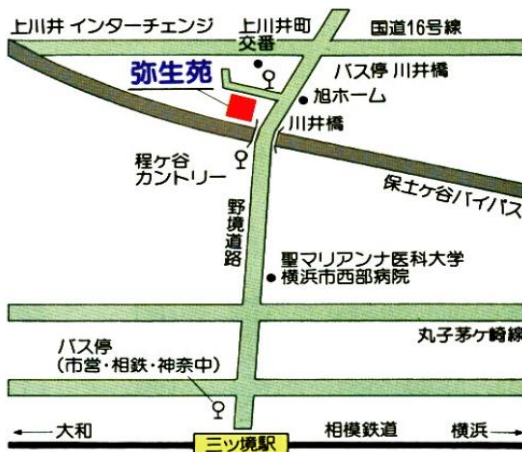 上川井 インターチェンジ
上川井町
交番
国道16号線
弥生苑
バス停 川井橋
旭ホーム
川井橋
程ヶ谷
カントリー
保土ヶ谷バイパス
野境道路
聖マリアンナ医科大学
横浜市西部病院
丸子茅ヶ崎線
バス停
(市営・相鉄・神奈中)
←大和
三ツ境駅
相模鉄道
横浜→